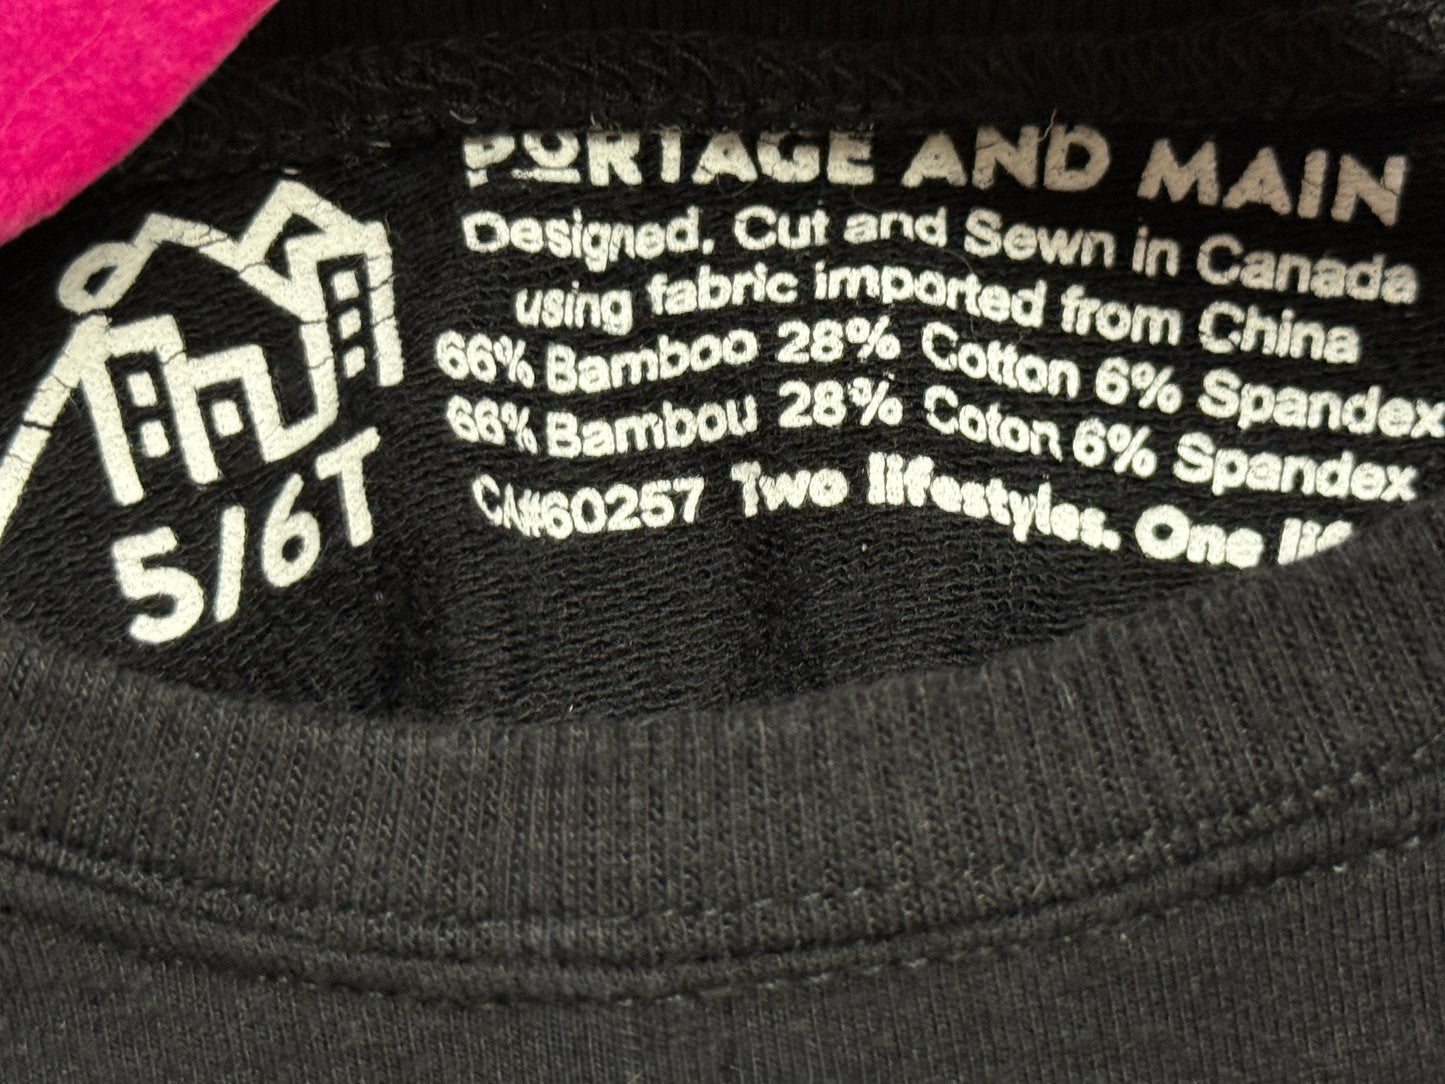 PORTAGE AND MAIN
Designed, Cut and Sewn in Canada
using fabric imported from China
66% Bamboo 28% Cotton 6% Spandex
66% Bambou 28% Coton 6% Spandex
CA#60257 Two lifestyles. One
5/6T